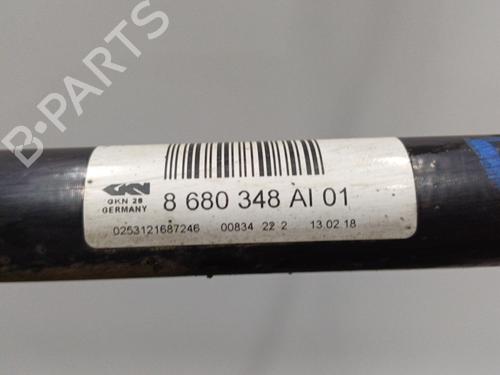 B-PARTS
GKN
GKN 28
GERMANY
8 680 348 AI 01
0253121687246 00834 22 2 13.02 18